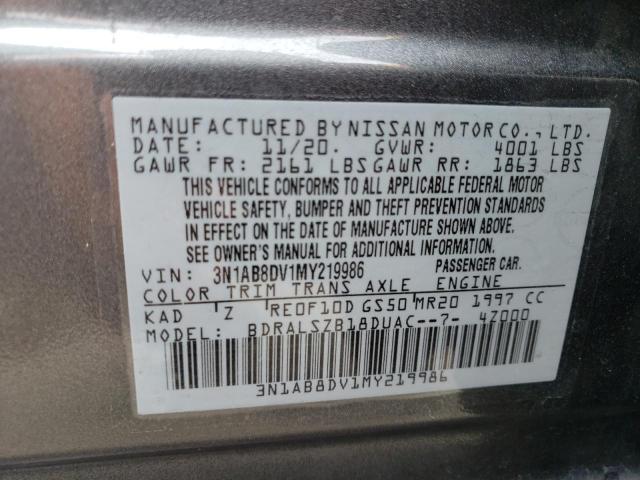 MANUFACTURED BY NISSAN MOTOR CO., LTD.
DATE: 11/20. GVWR: 4001 LBS
GAWR FR: 2161 LBS GAWR RR: 1863 LBS
THIS VEHICLE CONFORMS TO ALL APPLICABLE FEDERAL MOTOR
VEHICLE SAFETY, BUMPER AND THEFT PREVENTION STANDARDS
IN EFFECT ON THE DATE OF MANUFACTURE SHOWN ABOVE.
SEE OWNER'S MANUAL FOR ADDITIONAL INFORMATION.
VIN: 3N1AB8DV1MY219986 PASSENGER CAR.
COLOR TRIM TRANS AXLE ENGINE
KAD Z RE0F10D GS50 MR20 1997 CC
MODEL: BDRALSZB18DUAC--7- 4Z000
3N1AB8DV1MY219986